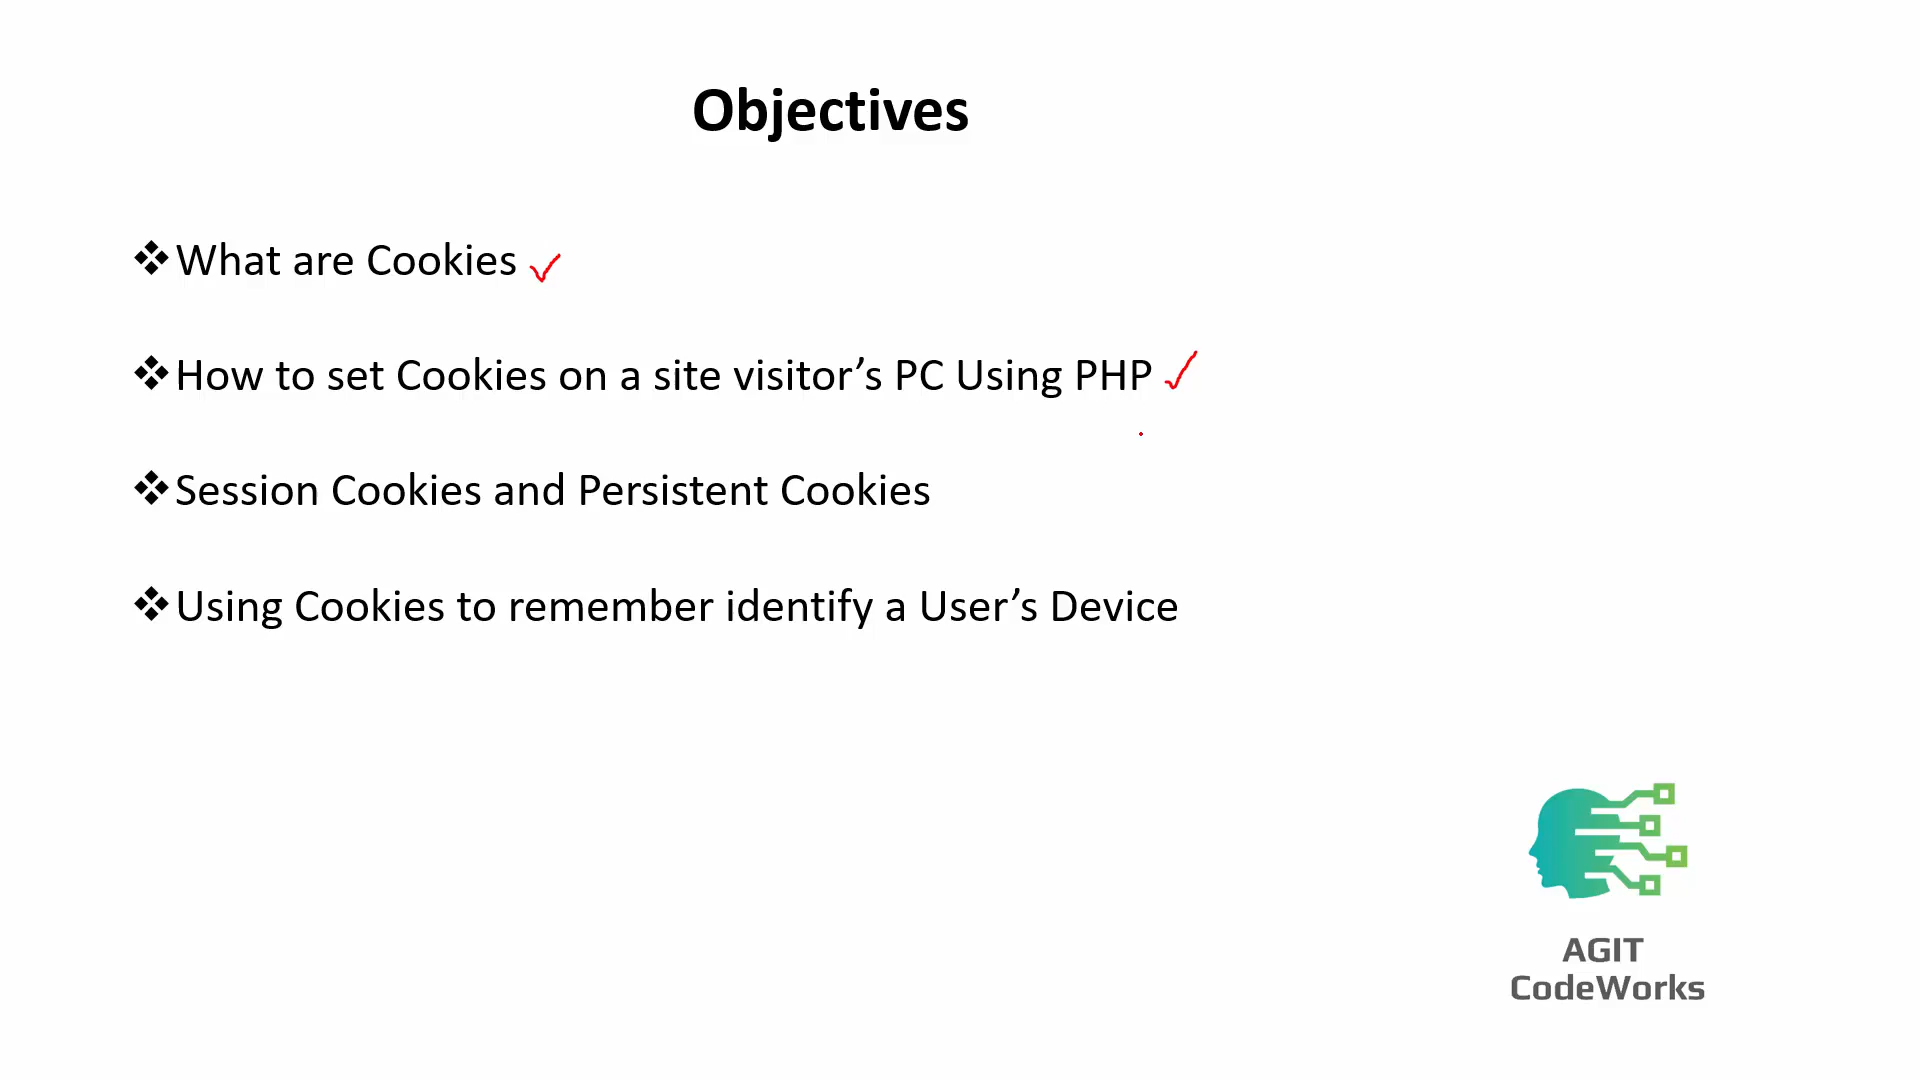 Objectives
❖What are Cookies ✓
❖How to set Cookies on a site visitor’s PC Using PHP ✓
❖Session Cookies and Persistent Cookies
❖Using Cookies to remember identify a User’s Device
AGIT
CodeWorks